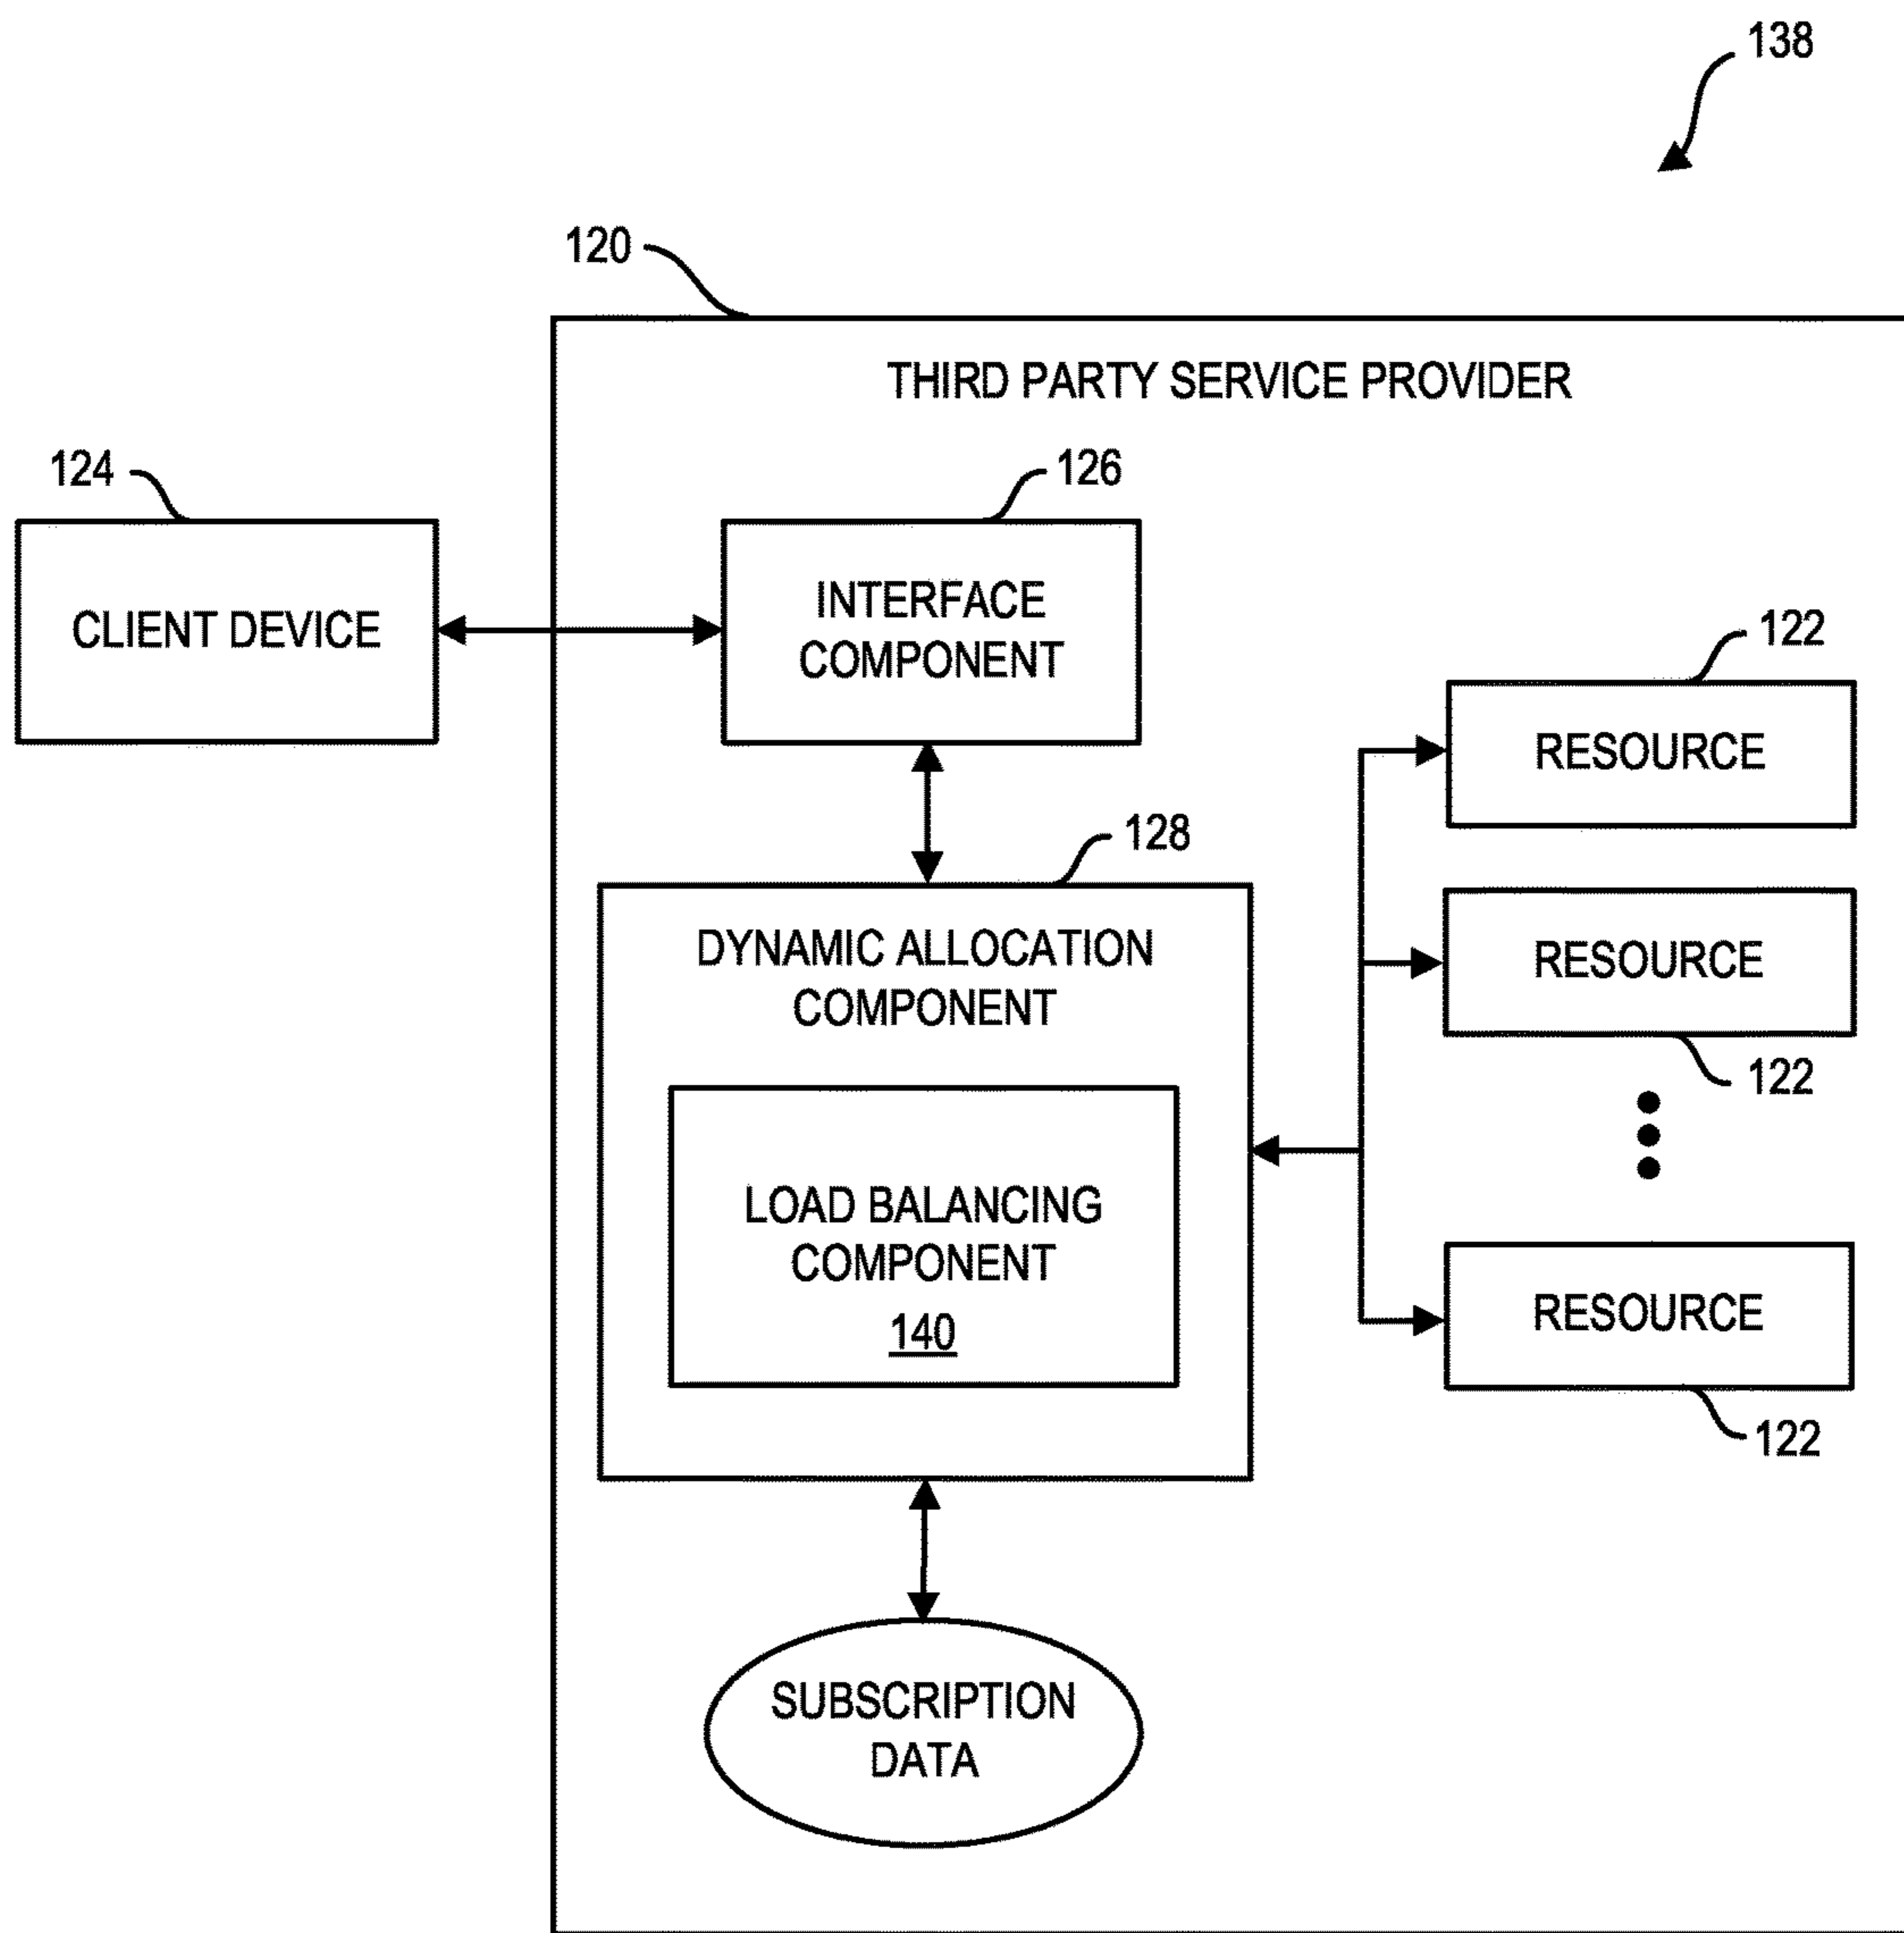 138
120
THIRD PARTY SERVICE PROVIDER
124
126
CLIENT DEVICE
INTERFACE
COMPONENT
122
RESOURCE
128
DYNAMIC ALLOCATION
COMPONENT
RESOURCE
122
LOAD BALANCING
COMPONENT
140
RESOURCE
122
SUBSCRIPTION
DATA